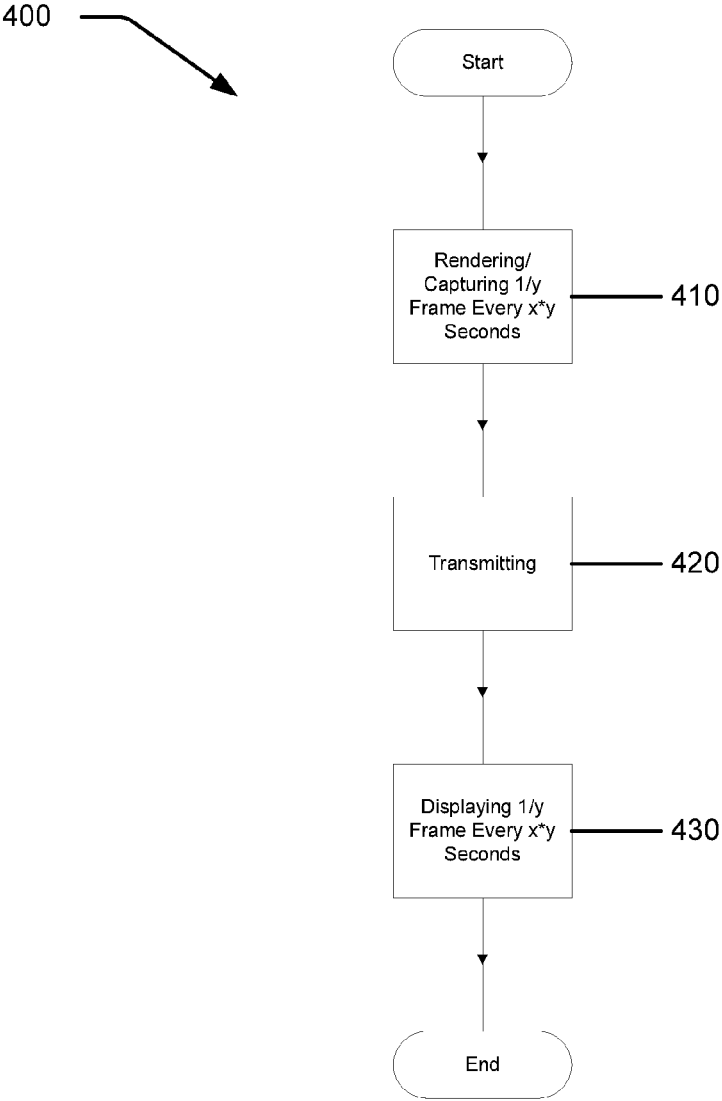 400
Start
Rendering/
Capturing 1/y
Frame Every x*y
Seconds
410
Transmitting
420
Displaying 1/y
Frame Every x*y
Seconds
430
End